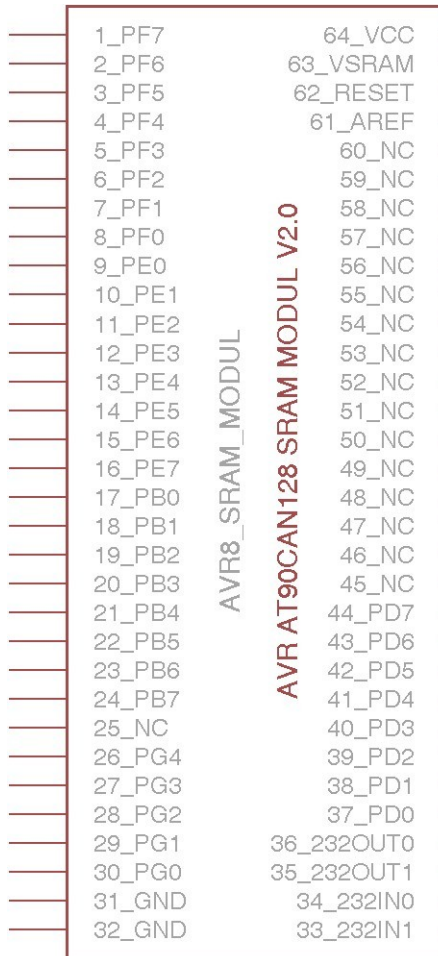 1_PF7 64_VCC
2_PF6 63_VSRAM
3_PF5 62_RESET
4_PF4 61_AREF
5_PF3 60_NC
6_PF2 59_NC
7_PF1 58_NC
8_PF0 57_NC
9_PE0 56_NC
10_PE1 55_NC
11_PE2 54_NC
12_PE3 53_NC
13_PE4 52_NC
14_PE5 51_NC
15_PE6 50_NC
16_PE7 49_NC
17_PB0 48_NC
18_PB1 47_NC
19_PB2 46_NC
20_PB3 45_NC
21_PB4 44_PD7
22_PB5 43_PD6
23_PB6 42_PD5
24_PB7 41_PD4
25_NC 40_PD3
26_PG4 39_PD2
27_PG3 38_PD1
28_PG2 37_PD0
29_PG1 36_232OUT0
30_PG0 35_232OUT1
31_GND 34_232IN0
32_GND 33_232IN1
AVR8_SRAM_MODUL
AVR AT90CAN128 SRAM MODUL V2.0